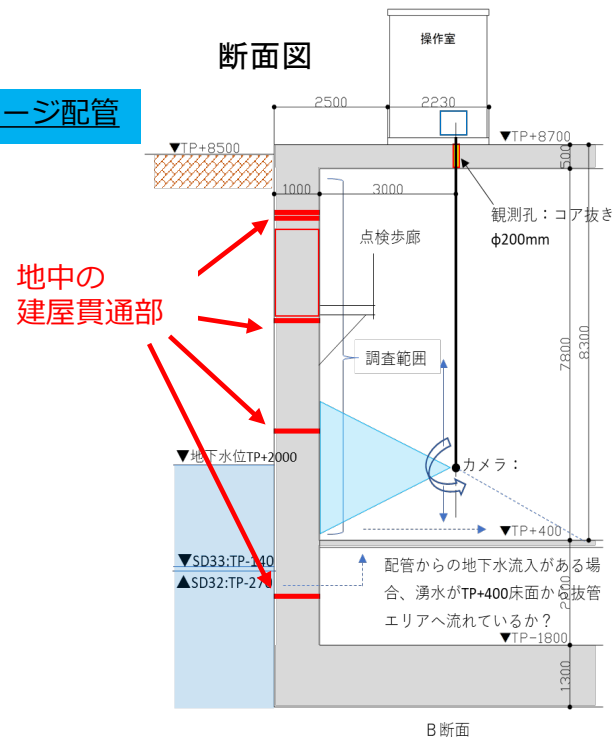 操作室
断面図
2500
2230
ージ配管
▼TP+8500
▼TP+8700
500
1000
3000
観測孔：コア抜き
φ200mm
点検歩廊
地中の
建屋貫通部
調査範囲
7800
8300
▼地下水位TP+2000
カメラ：
▼TP+400
▼SD33:TP-140
▲SD32:TP-270
配管からの地下水流入がある場
合、湧水がTP+400床面から抜管
エリアへ流れているか？
▼TP-1800
1300
B断面